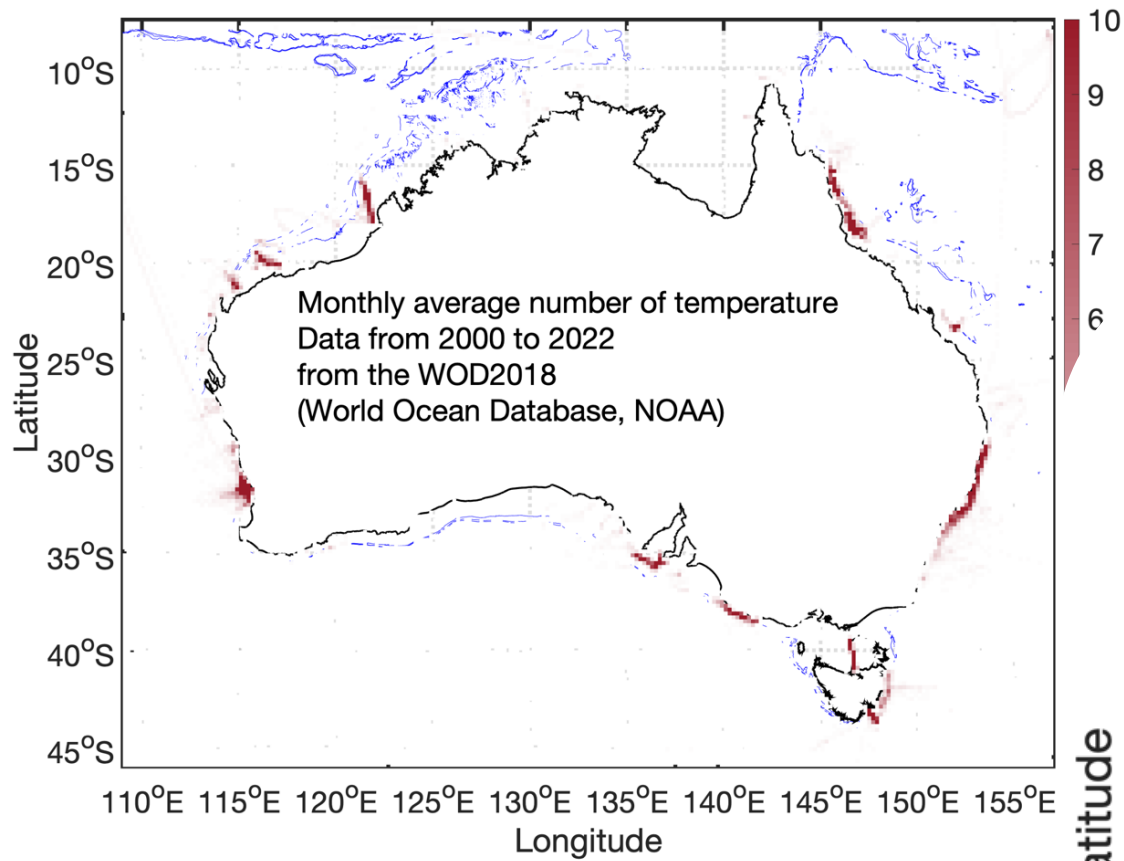 10
10°S
9
15°S
8
20°S
7
Monthly average number of temperature
Data from 2000 to 2022
from the WOD2018
(World Ocean Database, NOAA)
6
25°S
Latitude
30°S
35°S
40°S
45°S
110°E 115°E 120°E 125°E 130°E 135°E 140°E 145°E 150°E 155°E
Longitude
atitude